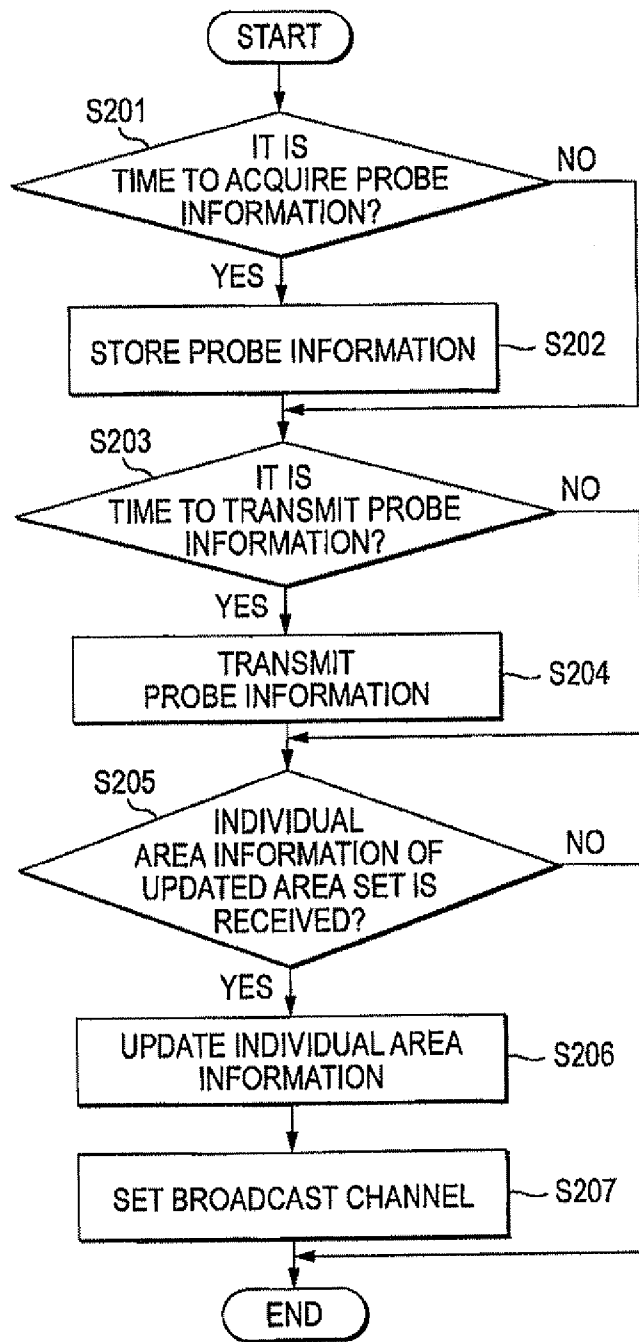 START
S201
IT IS
TIME TO ACQUIRE PROBE
INFORMATION?
NO
YES
STORE PROBE INFORMATION
S202
S203
IT IS
TIME TO TRANSMIT PROBE
INFORMATION?
NO
YES
TRANSMIT
PROBE INFORMATION
S204
S205
INDIVIDUAL
AREA INFORMATION OF
UPDATED AREA SET IS
RECEIVED?
NO
YES
UPDATE INDIVIDUAL AREA
INFORMATION
S206
SET BROADCAST CHANNEL
S207
END